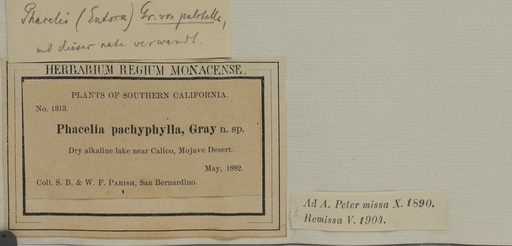 Phacelia (Eutoca) Gr. von pulchella,
mit dieser nahe verwandt.
HERBARIUM REGIUM MONACENSE.
PLANTS OF SOUTHERN CALIFORNIA.
No. 1313.
Phacelia pachyphylla, Gray n. sp.
Dry alkaline lake near Calico, Mojave Desert.
May, 1882.
Coll. S. B. & W. F. PARISH, San Bernardino.
Ad A. Peter missa X. 1890.
Remissa V. 1904.